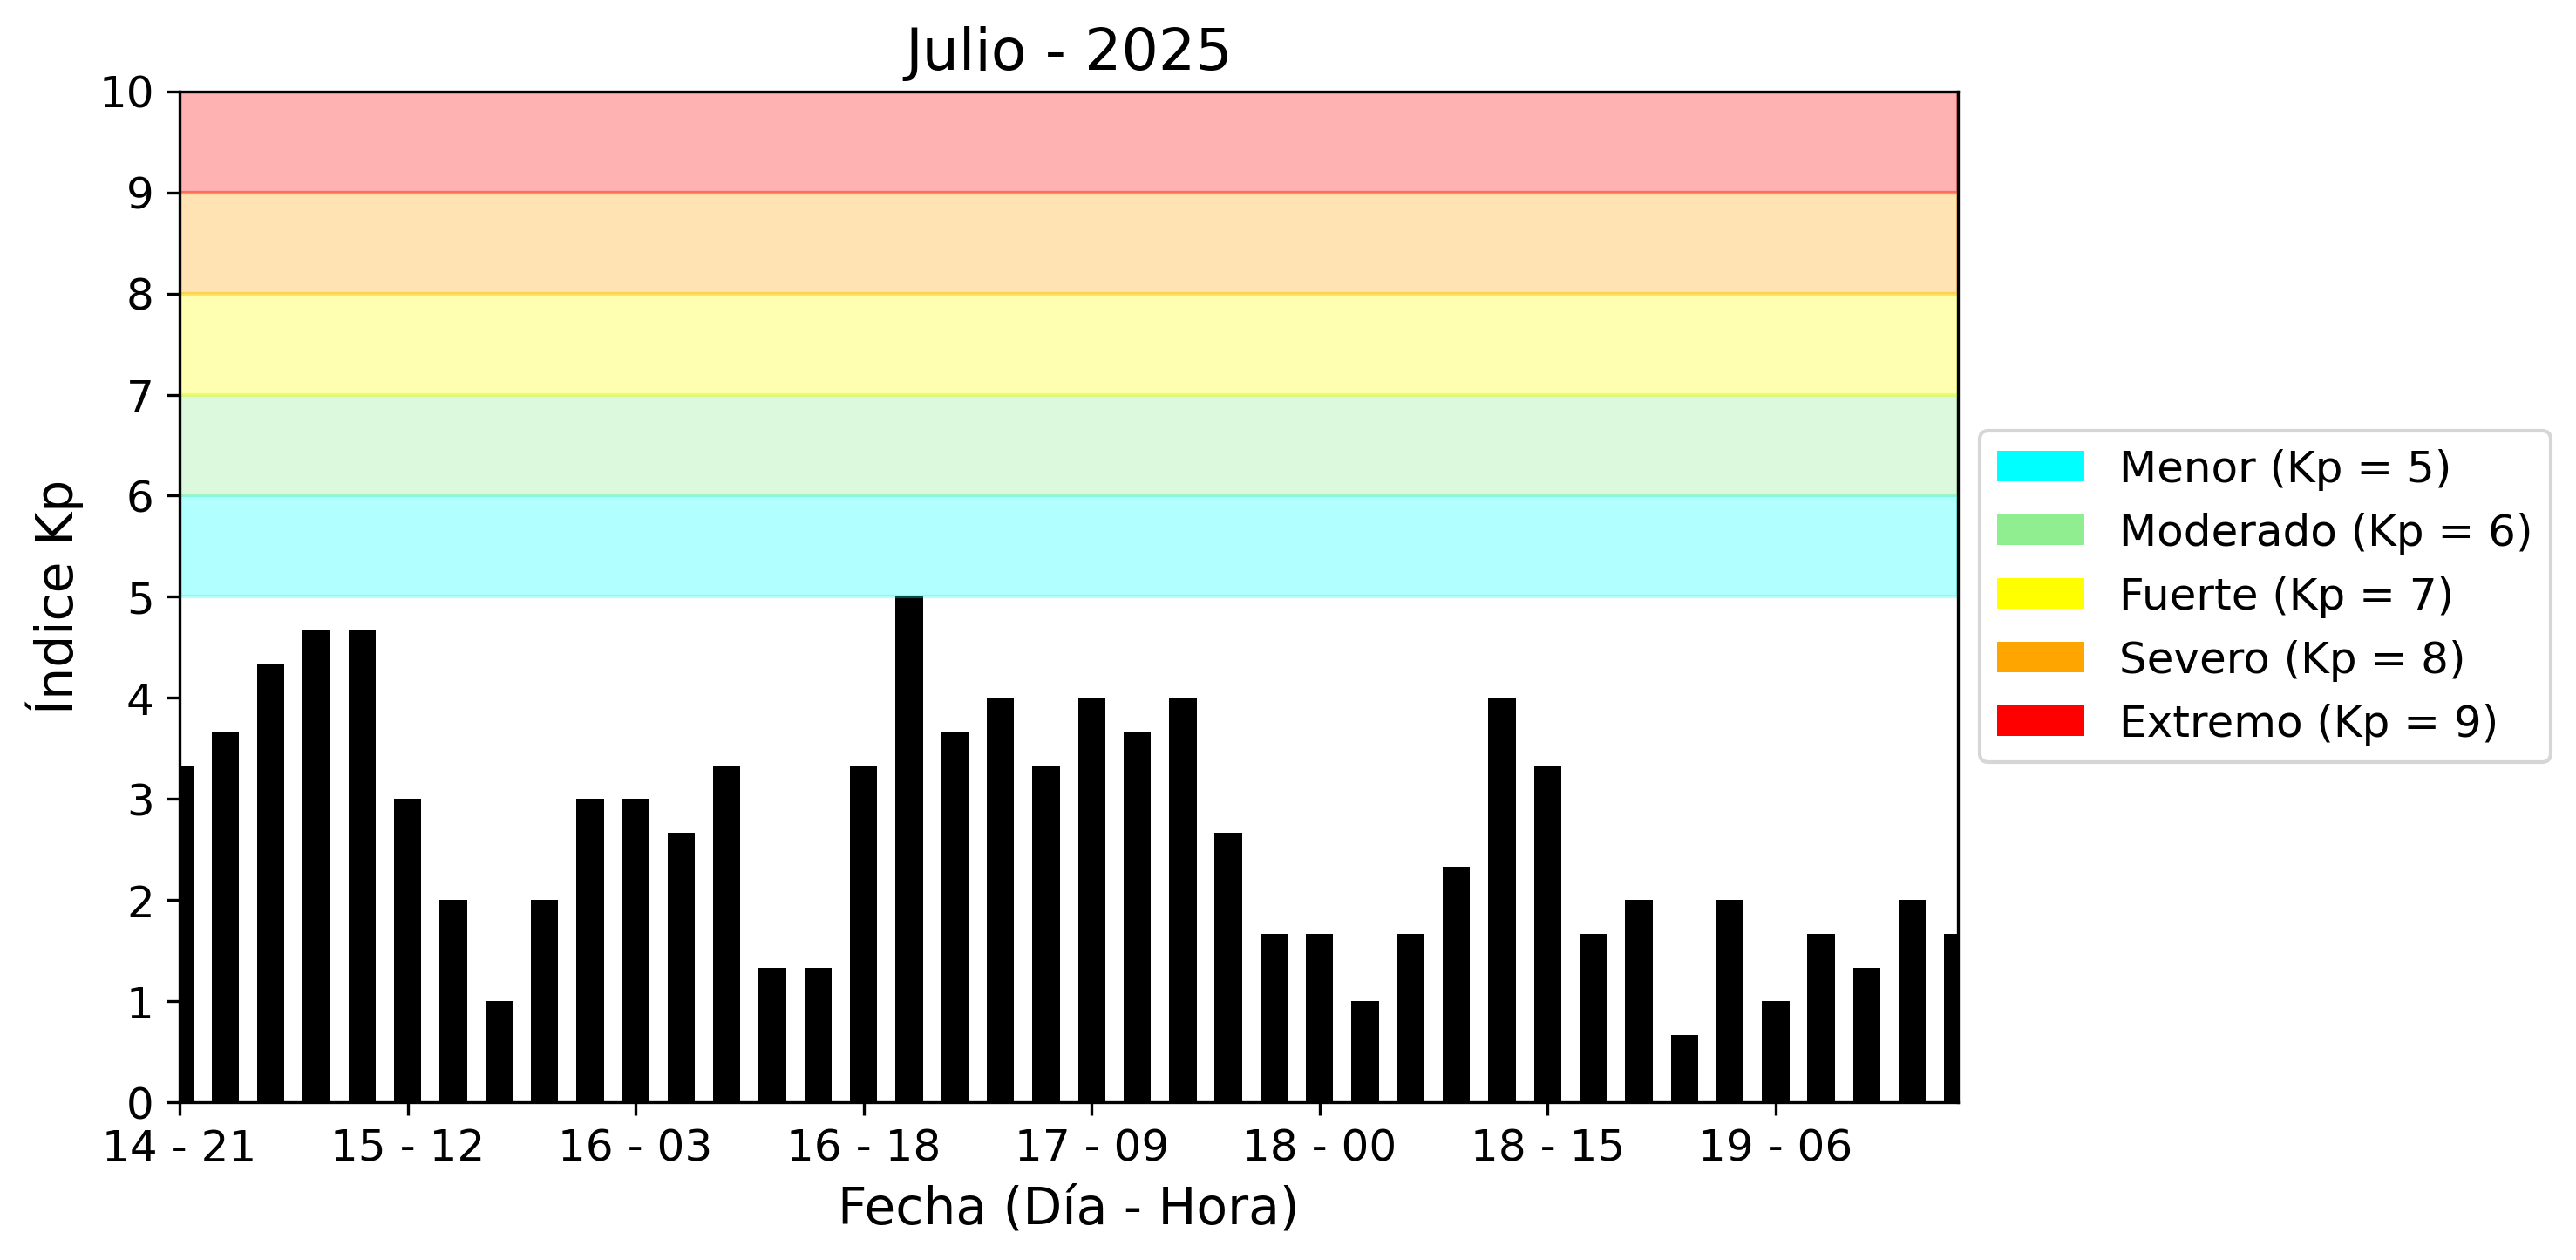 Julio - 2025
10
9
8
7
6
5
4
3
2
1
0
Índice Kp
14 - 21
15 - 12
16 - 03
16 - 18
17 - 09
18 - 00
18 - 15
19 - 06
Fecha (Día - Hora)
Menor (Kp = 5)
Moderado (Kp = 6)
Fuerte (Kp = 7)
Severo (Kp = 8)
Extremo (Kp = 9)